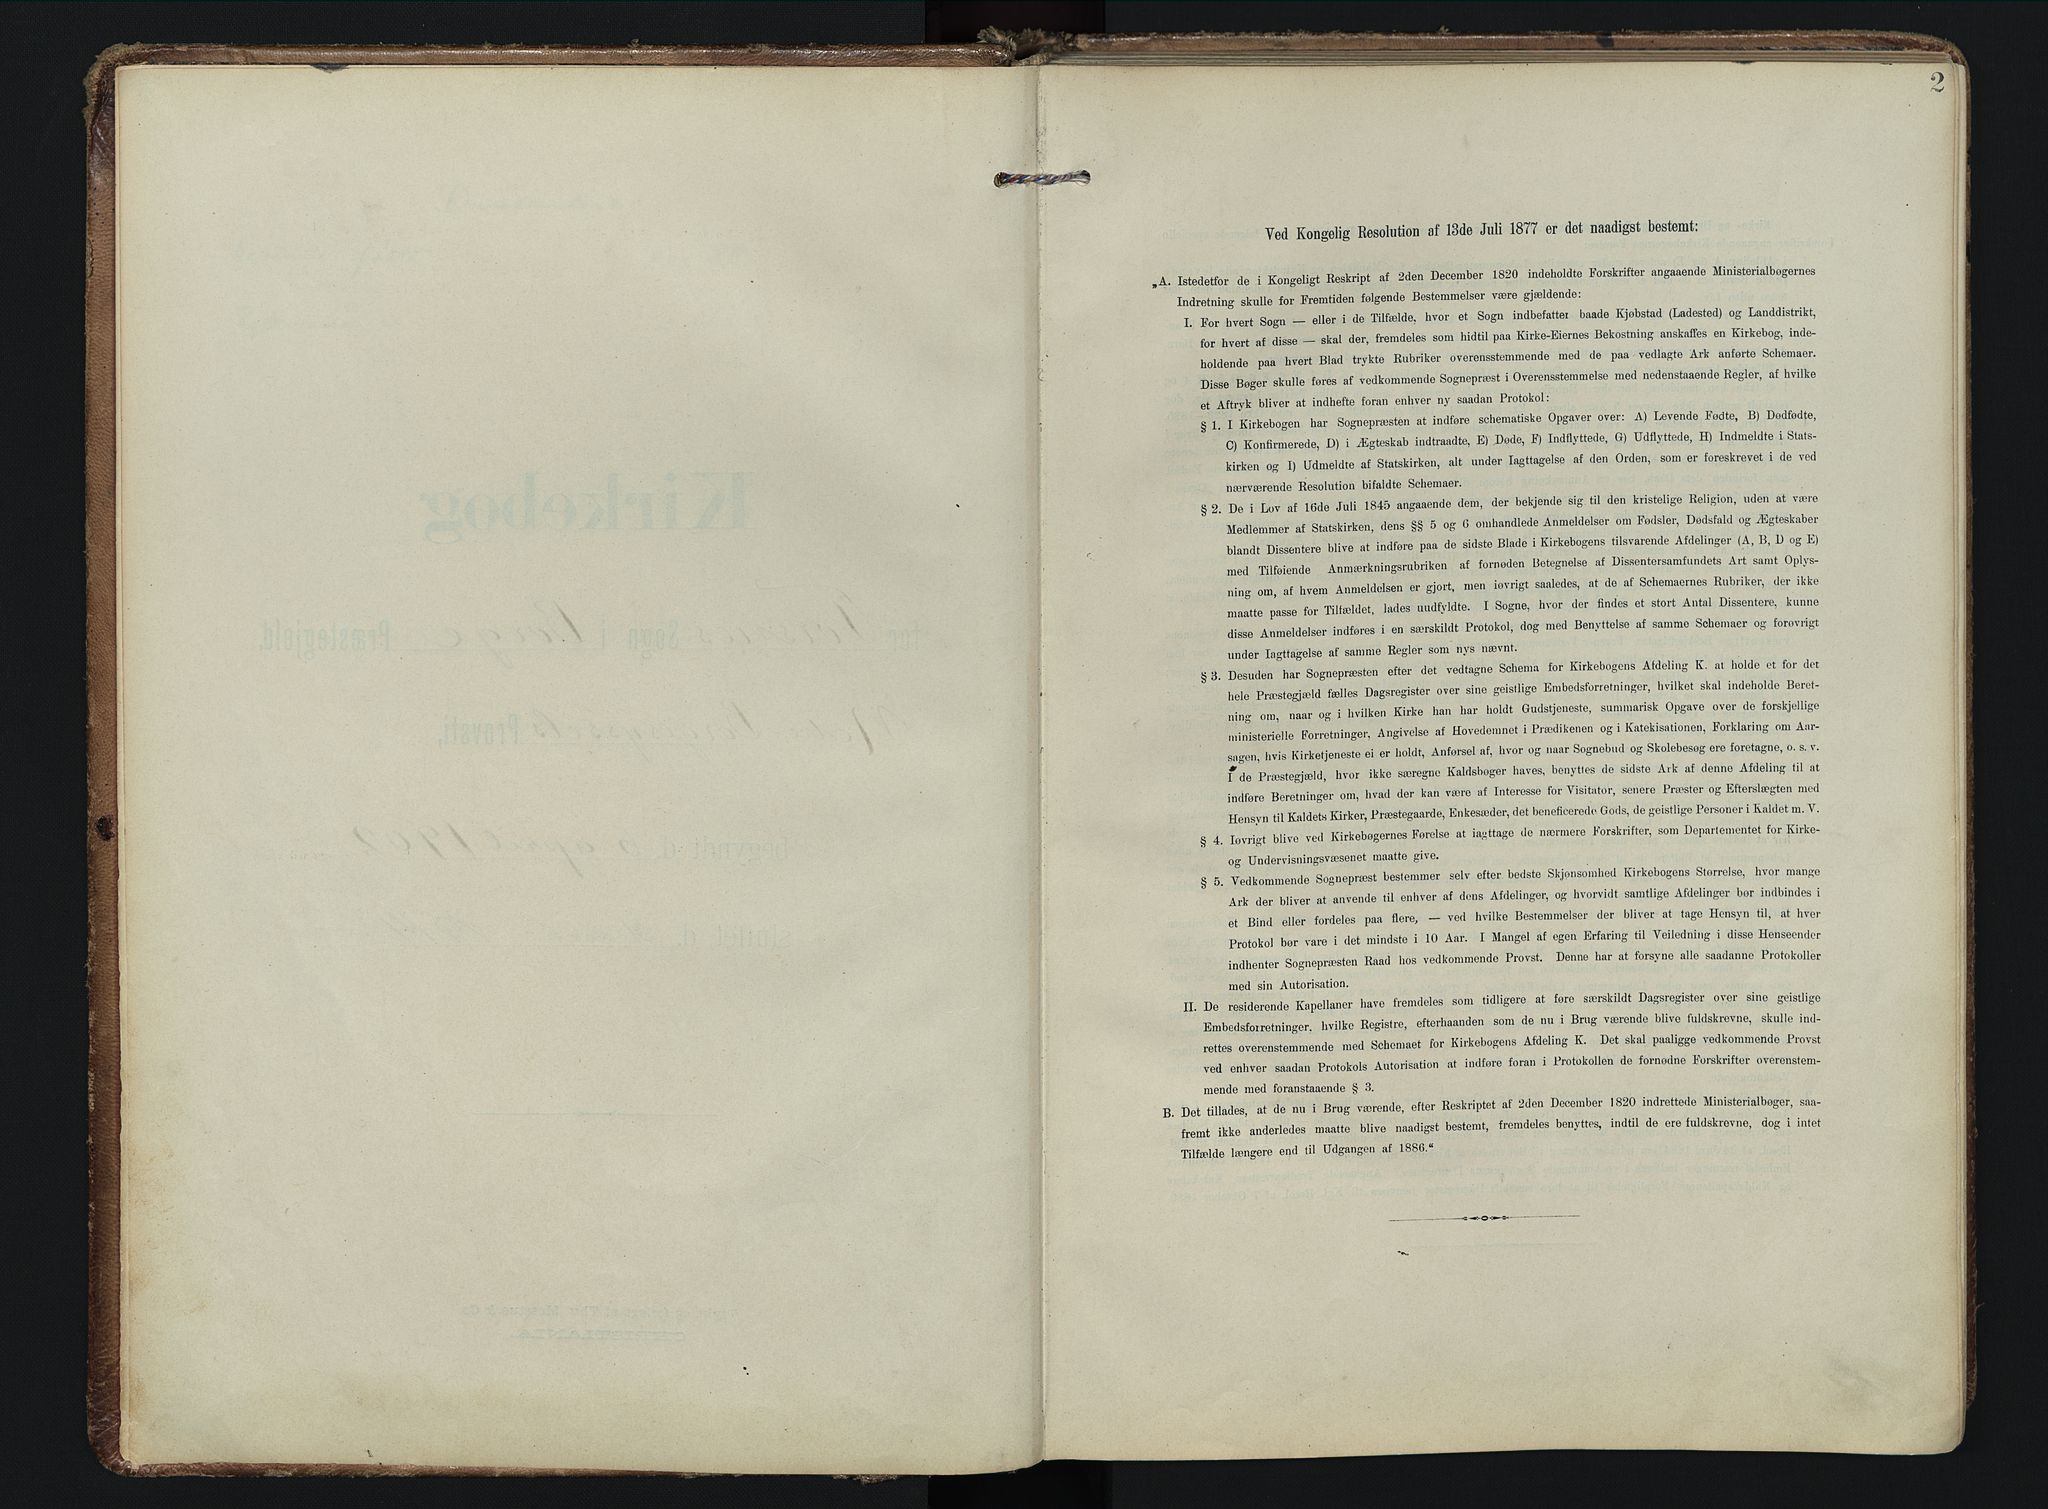 2
Ved Kongelig Resolution af 13de Juli 1877 er det naadigst bestemt:
„A. Istedetfor de i Kongeligt Reskript af 2den December 1820 indeholdte Forskrifter angaaende Ministerialbøgernes
Indretning skulle for Fremtiden følgende Bestemmelser være gjældende:
I. For hvert Sogn — eller i de Tilfælde, hvor et Sogn indbefatter baade Kjøbstad (Ladested) og Landdistrikt,
for hvert af disse — skal der, fremdeles som hidtil paa Kirke-Eiernes Bekostning anskaffes en Kirkebog, inde-
holdende paa hvert Blad trykte Rubriker overensstemmende med de paa vedlagte Ark anførte Schemaer.
Disse Bøger skulle føres af vedkommende Sognepræst i Overensstemmelse med nedenstaaende Regler, af hvilke
et Aftryk bliver at indhefte foran enhver ny saadan Protokol:
§ 1. I Kirkebogen har Sognepræsten at indføre schematiske Opgaver over: A) Levende Fødte, B) Dødfødte,
C) Konfirmerede, D) i Ægteskab indtraadte, E) Døde, F) Indflyttede, G) Udflyttede, H) Indmeldte i Stats-
kirken og I) Udmeldte af Statskirken, alt under Iagttagelse af den Orden, som er foreskrevet i de ved
nærværende Resolution bifaldte Schemaer.
§ 2. De i Lov af 16de Juli 1845 angaaende dem, der bekjende sig til den kristelige Religion, uden at være
Medlemmer af Statskirken, dens §§ 5 og 6 omhandlede Anmeldelser om Fødsler, Dødsfald og Ægteskaber
blandt Dissentere blive at indføre paa de sidste Blade i Kirkebogens tilsvarende Afdelinger (A, B, D og E)
med Tilføiende Anmærkningsrubriken af fornøden Betegnelse af Dissentersamfundets Art samt Oplys-
ning om, af hvem Anmeldelsen er gjort, men iøvrigt saaledes, at de af Schemaernes Rubriker, der ikke
maatte passe for Tilfældet, lades uudfyldte. I Sogne, hvor der findes et stort Antal Dissentere, kunne
disse Anmeldelser indføres i en særskildt Protokol, dog med Benyttelse af samme Schemaer og forøvrigt
under Iagttagelse af samme Regler som nys nævnt.
§ 3. Desuden har Sognepræsten efter det vedtagne Schema for Kirkebogens Afdeling K. at holde et for det
hele Præstegjæld fælles Dagsregister over sine geistlige Embedsforretninger, hvilket skal indeholde Beret-
ning om, naar og i hvilken Kirke han har holdt Gudstjeneste, summarisk Opgave over de forskjellige
ministerielle Forretninger, Angivelse af Hovedemnet i Prædikenen og i Katekisationen, Forklaring om Aar-
sagen, hvis Kirketjeneste ei er holdt, Anførsel af, hvor og naar Sognebud og Skolebesøg ere foretagne, o. s. v.
I de Præstegjæld, hvor ikke særegne Kaldsbøger haves, benyttes de sidste Ark af denne Afdeling til at
indføre Beretninger om, hvad der kan være af Interesse for Visitator, senere Præster og Efterslægten med
Hensyn til Kaldets Kirker, Præstegaarde, Enkesæder, det beneficerede Gods, de geistlige Personer i Kaldet m. V.
§ 4. Iøvrigt blive ved Kirkebøgernes Førelse at iagttage de nærmere Forskrifter, som Departementet for Kirke-
og Undervisningsvæsenet maatte give.
§ 5. Vedkommende Sognepræst bestemmer selv efter bedste Skjønsomhed Kirkebogens Størrelse, hvor mange
Ark der bliver at anvende til enhver af dens Afdelinger, og hvorvidt samtlige Afdelinger bør indbindes i
et Bind eller fordeles paa flere, — ved hvilke Bestemmelser der bliver at tage Hensyn til, at hver
Protokol bør vare i det mindste i 10 Aar. I Mangel af egen Erfaring til Veiledning i disse Henseender
indhenter Sognepræsten Raad hos vedkommende Provst. Denne har at forsyne alle saadanne Protokoller
med sin Autorisation.
II. De residerende Kapellaner have fremdeles som tidligere at føre særskildt Dagsregister over sine geistlige
Embedsforretninger, hvilke Registre, efterhaanden som de nu i Brug værende blive fuldskrevne, skulle ind-
rettes overenstemmende med Schemaet for Kirkebogens Afdeling K. Det skal paaligge vedkommende Provst
ved enhver saadan Protokols Autorisation at indføre foran i Protokollen de fornødne Forskrifter overenstem-
mende med foranstaaende § 3.
B. Det tillades, at de nu i Brug værende, efter Reskriptet af 2den December 1820 indrettede Ministerialbøger, saa-
fremt ikke anderledes maatte blive naadigst bestemt, fremdeles benyttes, indtil de ere fuldskrevne, dog i intet
Tilfælde længere end til Udgangen af 1886.“